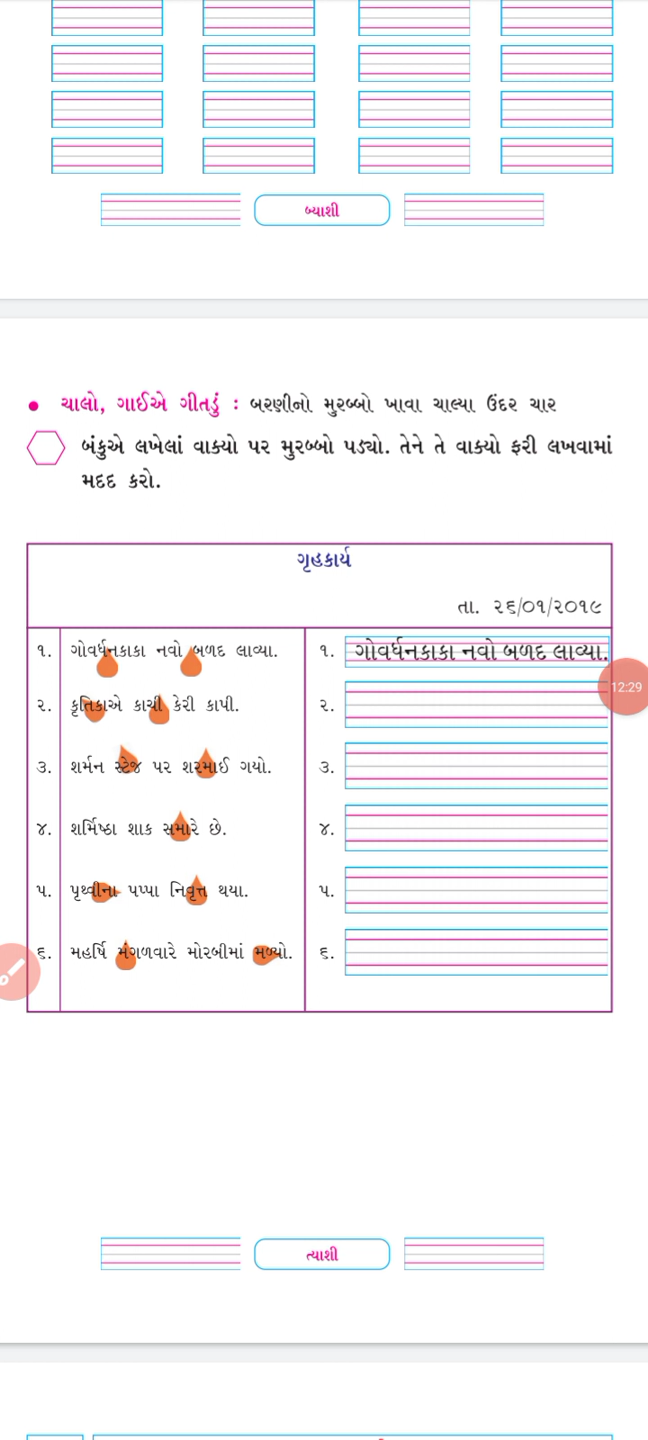 બ્યાશી
• ચાલો, ગાઈએ ગીતડું : બરણીનો મુરબ્બો ખાવા ચાલ્યા ઉંદર ચાર
બંકુએ લખેલાં વાક્યો પર મુરબ્બો પડ્યો. તેને તે વાક્યો ફરી લખવામાં
મદદ કરો.
ગૃહકાર્ય
તા. ૨૬/૦૧/૨૦૧૯
૧. ગોવર્ધનકાકા નવો બળદ લાવ્યા. ૧. ગોવર્ધનકાકા નવો બળદ લાવ્યા.
12:29
૨. કૃતિકાએ કાચી કેરી કાપી. ૨.
૩. શર્મન સ્ટેજ પર શરમાઈ ગયો. ૩.
૪. શર્મિષ્ઠા શાક સમારે છે. ૪.
૫. પૃથ્વીના પપ્પા નિવૃત્ત થયા. ૫.
૬. મહર્ષિ મંગળવારે મોરબીમાં મળ્યો. ૬.
ત્યાશી